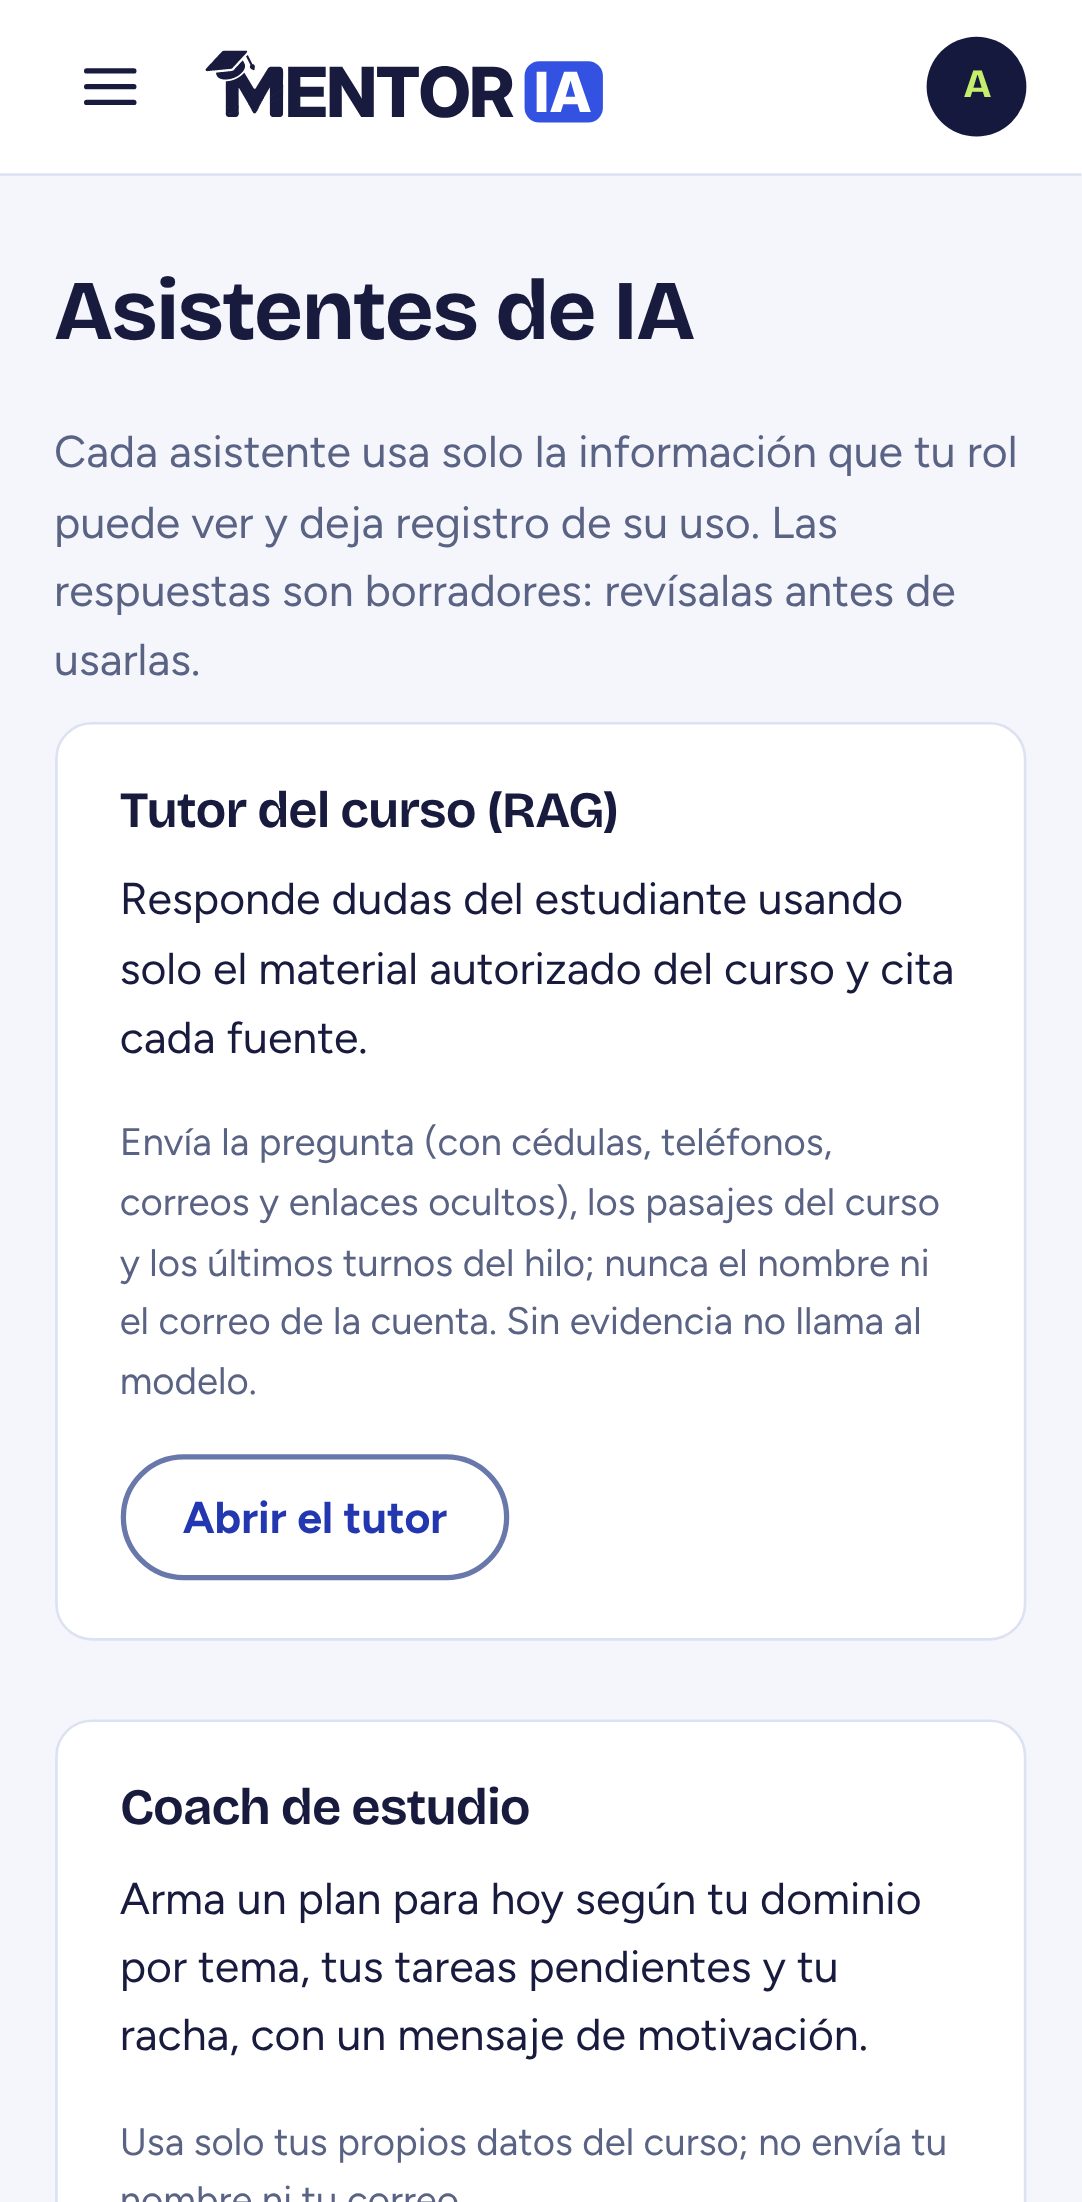 MENTOR IA
A
Asistentes de IA
Cada asistente usa solo la información que tu rol
puede ver y deja registro de su uso. Las
respuestas son borradores: revísalas antes de
usarlas.
Tutor del curso (RAG)
Responde dudas del estudiante usando
solo el material autorizado del curso y cita
cada fuente.
Envía la pregunta (con cédulas, teléfonos,
correos y enlaces ocultos), los pasajes del curso
y los últimos turnos del hilo; nunca el nombre ni
el correo de la cuenta. Sin evidencia no llama al
modelo.
Abrir el tutor
Coach de estudio
Arma un plan para hoy según tu dominio
por tema, tus tareas pendientes y tu
racha, con un mensaje de motivación.
Usa solo tus propios datos del curso; no envía tu
nombre ni tu correo.